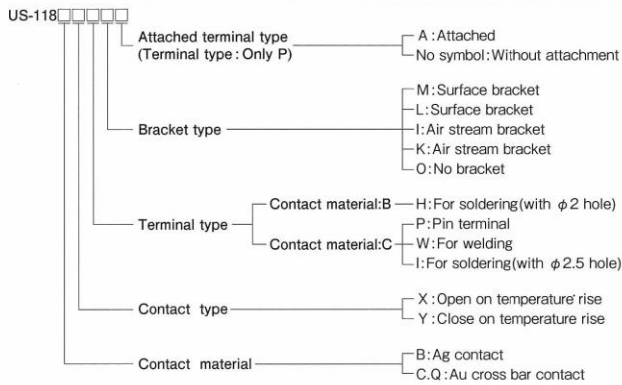 US-118□□□□□
Attached terminal type
(Terminal type : Only P)
A : Attached
No symbol : Without attachment
Bracket type
M : Surface bracket
L : Surface bracket
I : Air stream bracket
K : Air stream bracket
O : No bracket
Terminal type
Contact material:B
H : For soldering(with φ2 hole)
Contact material:C
P : Pin terminal
W : For welding
I : For soldering(with φ2.5 hole)
Contact type
X : Open on temperature rise
Y : Close on temperature rise
Contact material
B : Ag contact
C.Q : Au cross bar contact